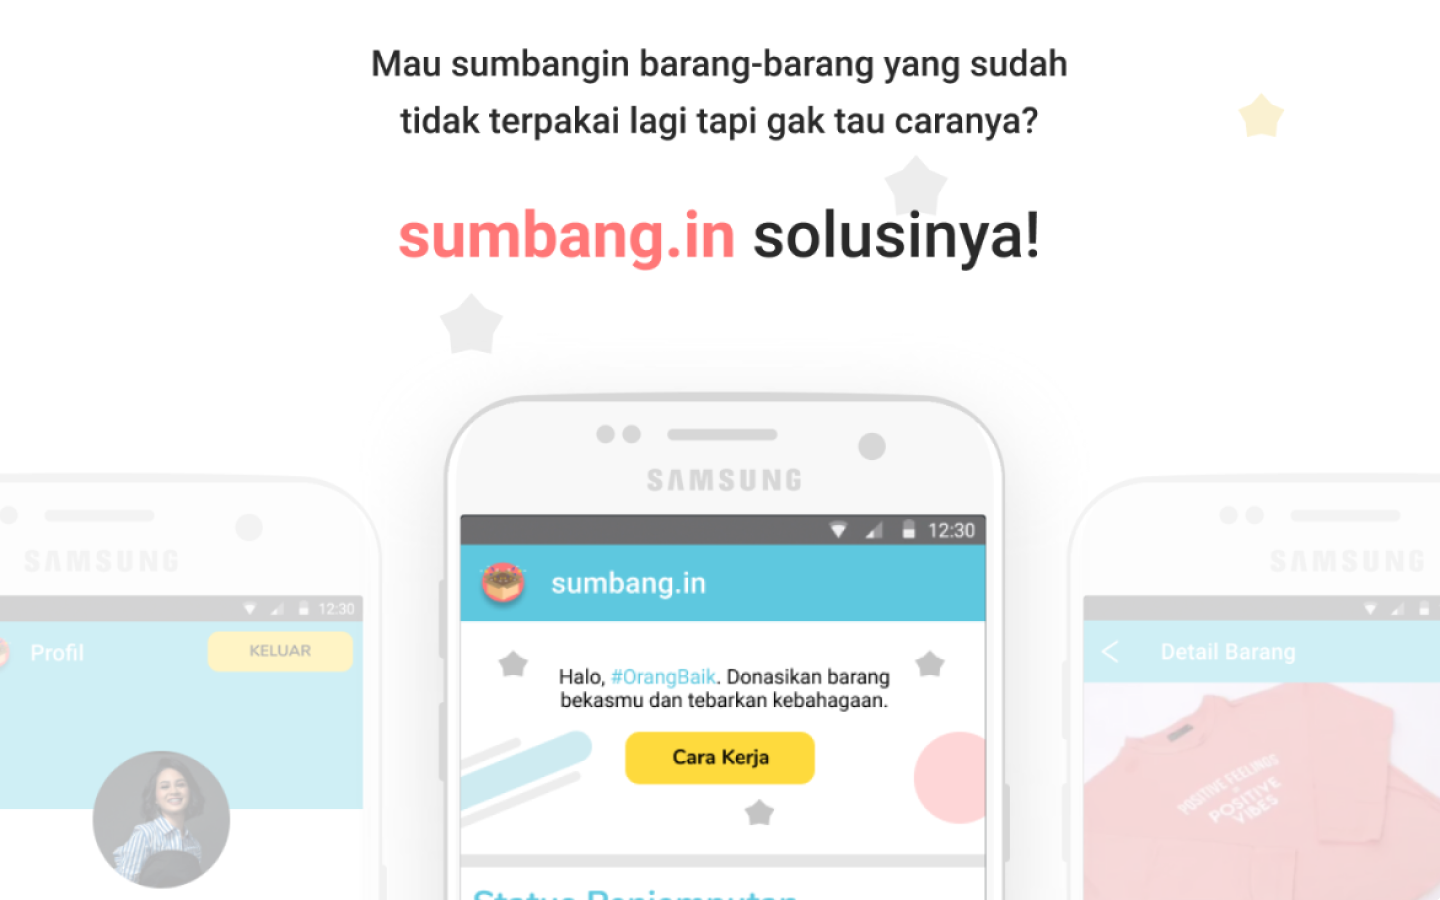 Mau sumbangin barang-barang yang sudah
tidak terpakai lagi tapi gak tau caranya?
sumbang.in solusinya!
SAMSUNG
12:30
sumbang.in
Halo, #OrangBaik. Donasikan barang
bekasmu dan tebarkan kebahagaan.
Cara Kerja
Status Penjemputan
SAMSUNG
12:30
Profil
KELUAR
SAMSUNG
Detail Barang
POSITIVE FEELINGS
POSITIVE
VIBES